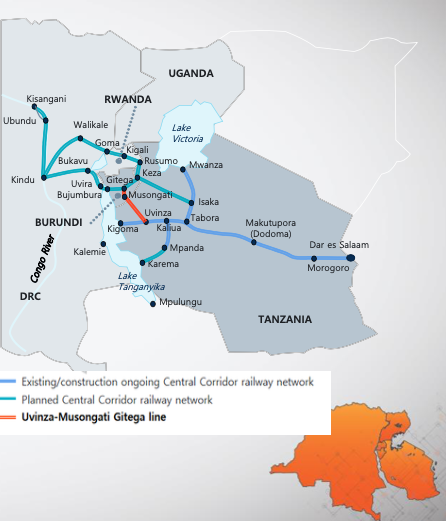 UGANDA
Kisangani
RWANDA
Ubundu
Walikale
Lake
Victoria
Goma
Kigali
Bukavu
Rusumo
Mwanza
Kindu
Keza
Uvira
Gitega
Bujumbura
Musongati
Isaka
BURUNDI
Uvinza
Tabora
Kigoma
Kaliua
Makutupora
(Dodoma)
Dar es Salaam
Kalemie
Mpanda
Congo River
Karema
Morogoro
Lake
Tanganyika
DRC
Mpulungu
TANZANIA
Existing/construction ongoing Central Corridor railway network
Planned Central Corridor railway network
Uvinza-Musongati Gitega line